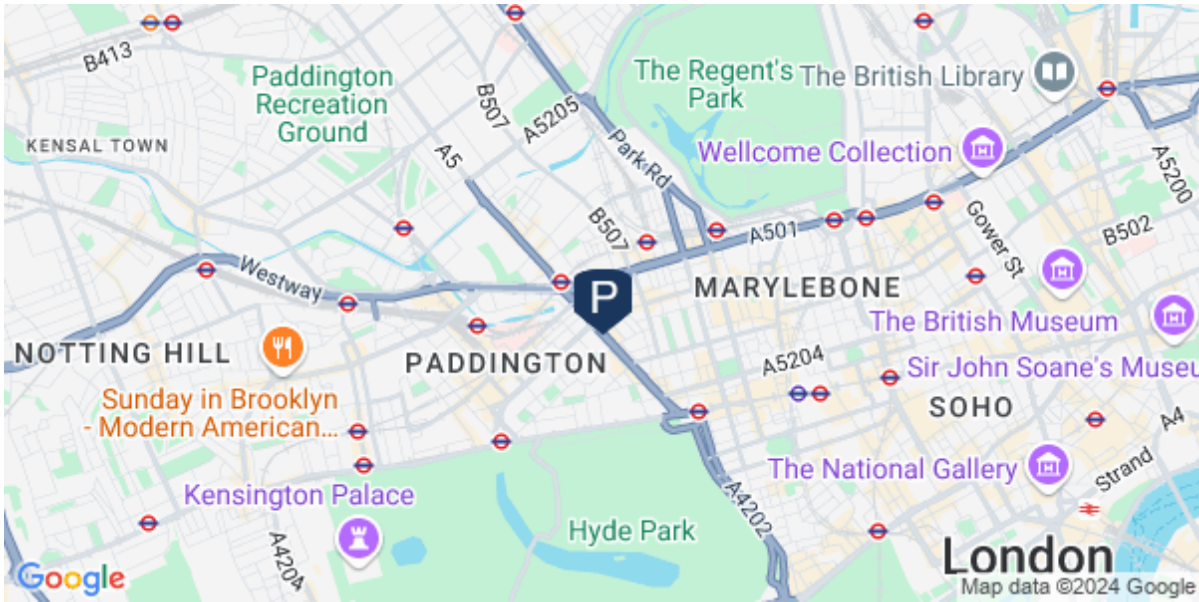 B413
Paddington
Recreation
Ground
B507
A5205
The Regent's
Park
The British Library
KENSAL TOWN
A5
Park Rd
Wellcome Collection
A5200
B507
A501
Gower St
B502
Westway
P
MARYLEBONE
The British Museum
NOTTING HILL
PADDINGTON
A5204
Sir John Soane's Museu
Sunday in Brooklyn
- Modern American...
SOHO
A4
Kensington Palace
The National Gallery
Strand
A4202
Hyde Park
A4204
London
Google
Map data ©2024 Google